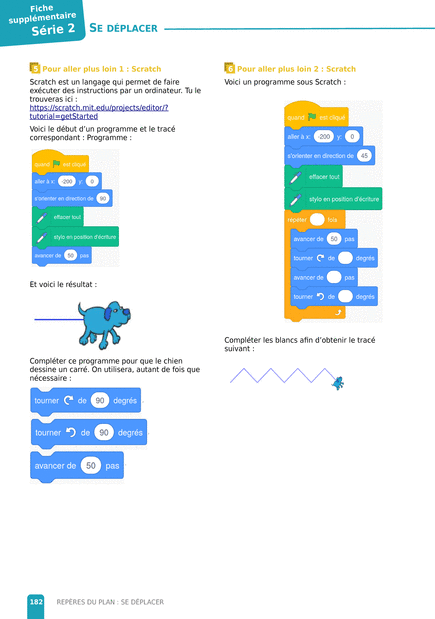 Fiche
supplémentaire
Série 2
SE DÉPLACER
5 Pour aller plus loin 1 : Scratch
Scratch est un langage qui permet de faire
exécuter des instructions par un ordinateur. Tu le
trouveras ici :
https://scratch.mit.edu/projects/editor/?
tutorial=getStarted
Voici le début d'un programme et le tracé
correspondant : Programme :
quand est cliqué
aller à x: -200 y: 0
s'orienter en direction de 90
effacer tout
stylo en position d'écriture
avancer de 50 pas
Et voici le résultat :
Compléter ce programme pour que le chien
dessine un carré. On utilisera, autant de fois que
nécessaire :
tourner de 90 degrés
tourner de 90 degrés
avancer de 50 pas
6 Pour aller plus loin 2 : Scratch
Voici un programme sous Scratch :
quand est cliqué
aller à x: -200 y: 0
s'orienter en direction de 45
effacer tout
stylo en position d'écriture
répéter fois
avancer de 50 pas
tourner de degrés
avancer de pas
tourner de degrés
Compléter les blancs afin d'obtenir le tracé
suivant :
182 REPÈRES DU PLAN : SE DÉPLACER